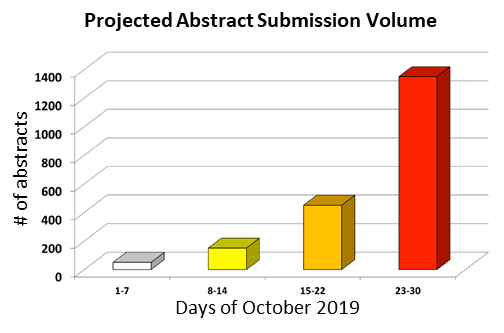 Projected Abstract Submission Volume
# of abstracts
1400
1200
1000
800
600
400
200
0
1-7 8-14 15-22 23-30
Days of October 2019